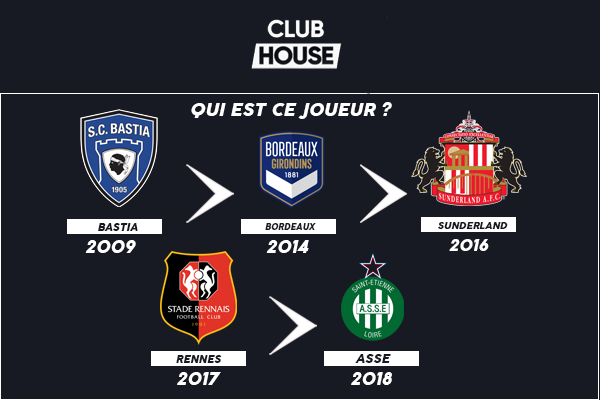 CLUB
HOUSE
QUI EST CE JOUEUR ?
S.C. BASTIA
1905
BORDEAUX
GIRONDINS
1881
SUNDERLAND A.F.C.
BASTIA
BORDEAUX
SUNDERLAND
2009
2014
2016
STADE RENNAIS
FOOTBALL CLUB
1901
SAINT-ETIENNE
A.S.S.E
LOIRE
RENNES
ASSE
2017
2018